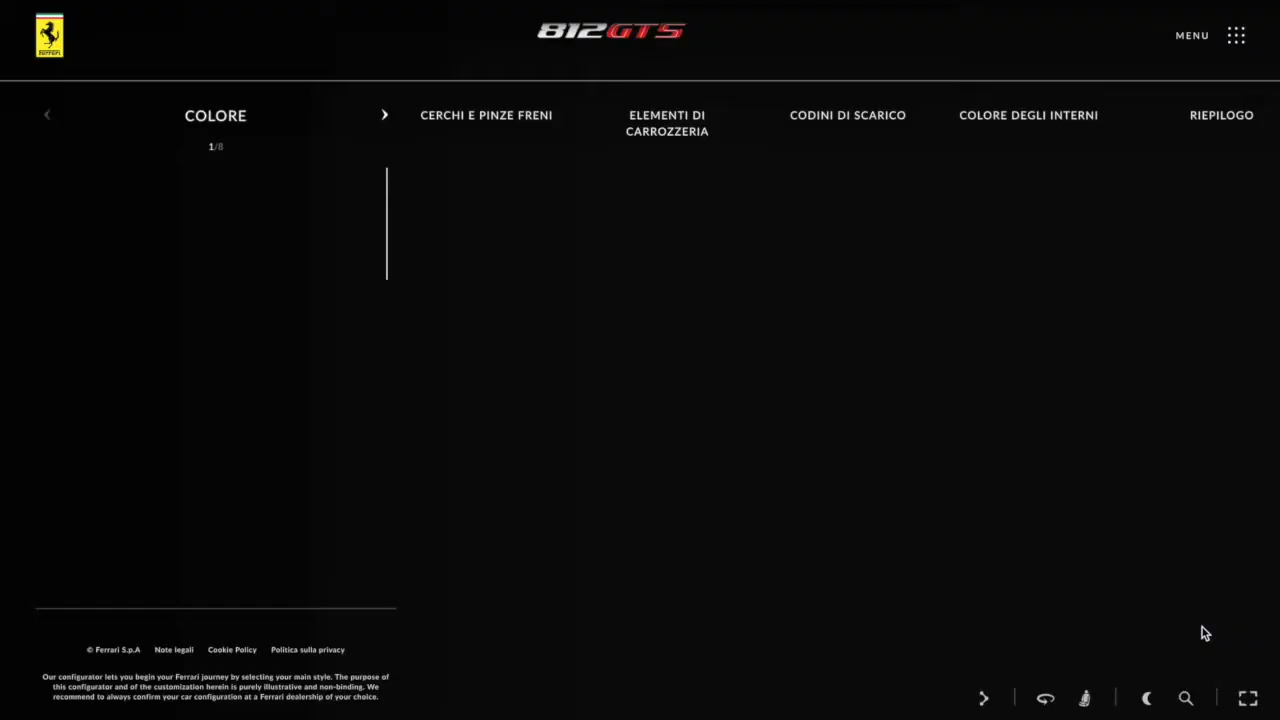 Ferrari
812GTS
MENU
COLORE
1/8
CERCHI E PINZE FRENI
ELEMENTI DI
CARROZZERIA
CODINI DI SCARICO
COLORE DEGLI INTERNI
RIEPILOGO
© Ferrari S.p.A Note legali Cookie Policy Politica sulla privacy
Our configurator lets you begin your Ferrari journey by selecting your main style. The purpose of
this configurator and of the customization herein is purely illustrative and non-binding. We
recommend to always confirm your car configuration at a Ferrari dealership of your choice.